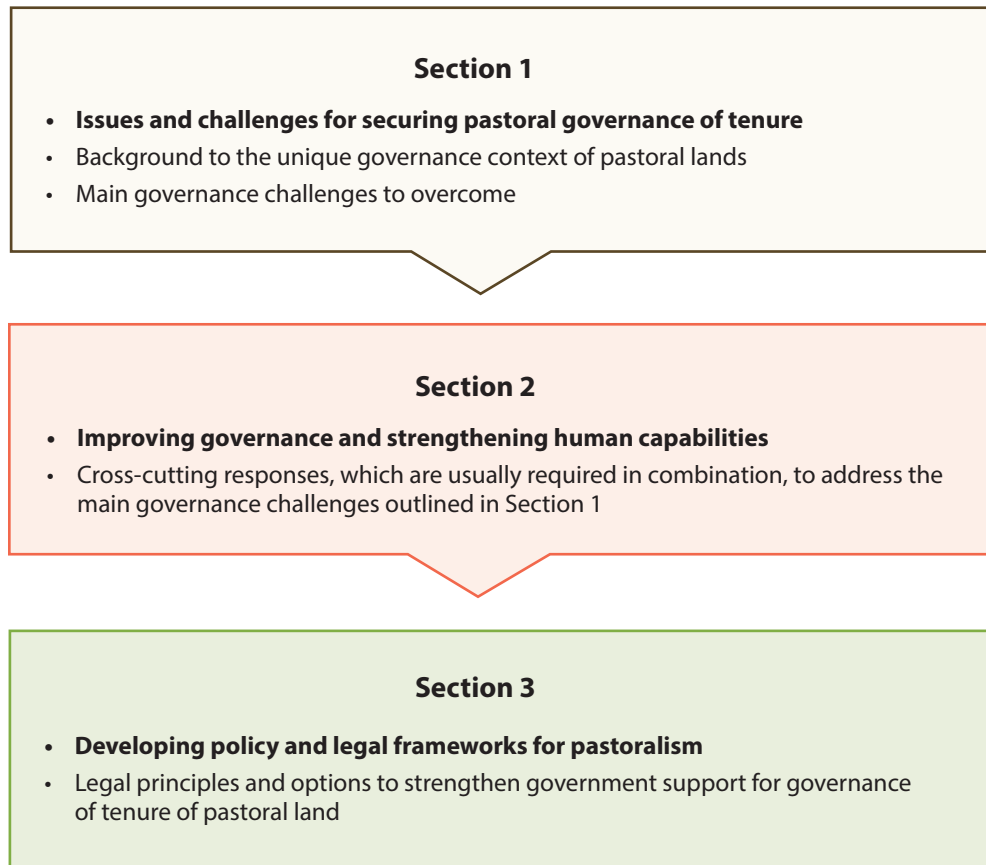 Section 1
• Issues and challenges for securing pastoral governance of tenure
• Background to the unique governance context of pastoral lands
• Main governance challenges to overcome
Section 2
• Improving governance and strengthening human capabilities
• Cross-cutting responses, which are usually required in combination, to address the
main governance challenges outlined in Section 1
Section 3
• Developing policy and legal frameworks for pastoralism
• Legal principles and options to strengthen government support for governance
of tenure of pastoral land